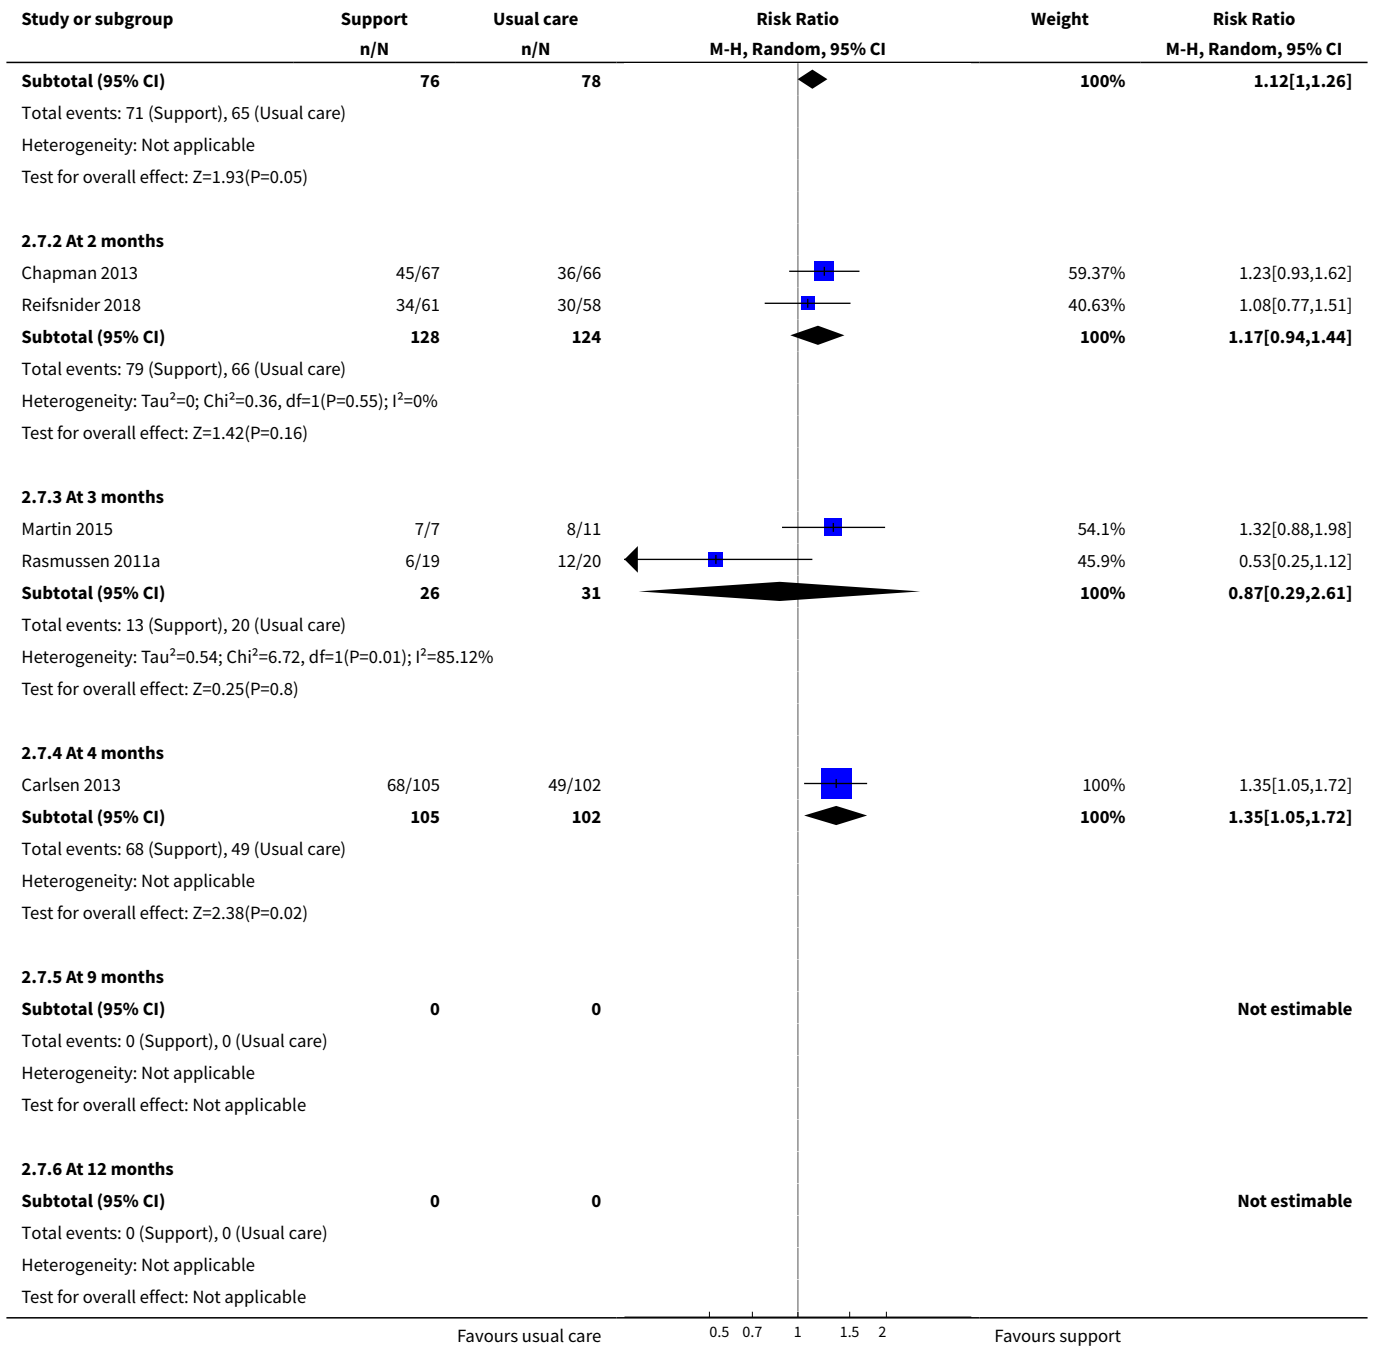 Study or subgroup Support Usual care Risk Ratio Weight Risk Ratio
n/N n/N M-H, Random, 95% CI M-H, Random, 95% CI
Subtotal (95% CI) 76 78 100% 1.12[1,1.26]
Total events: 71 (Support), 65 (Usual care)
Heterogeneity: Not applicable
Test for overall effect: Z=1.93(P=0.05)
2.7.2 At 2 months
Chapman 2013 45/67 36/66 59.37% 1.23[0.93,1.62]
Reifsnider 2018 34/61 30/58 40.63% 1.08[0.77,1.51]
Subtotal (95% CI) 128 124 100% 1.17[0.94,1.44]
Total events: 79 (Support), 66 (Usual care)
Heterogeneity: Tau²=0; Chi²=0.36, df=1(P=0.55); I²=0%
Test for overall effect: Z=1.42(P=0.16)
2.7.3 At 3 months
Martin 2015 7/7 8/11 54.1% 1.32[0.88,1.98]
Rasmussen 2011a 6/19 12/20 45.9% 0.53[0.25,1.12]
Subtotal (95% CI) 26 31 100% 0.87[0.29,2.61]
Total events: 13 (Support), 20 (Usual care)
Heterogeneity: Tau²=0.54; Chi²=6.72, df=1(P=0.01); I²=85.12%
Test for overall effect: Z=0.25(P=0.8)
2.7.4 At 4 months
Carlsen 2013 68/105 49/102 100% 1.35[1.05,1.72]
Subtotal (95% CI) 105 102 100% 1.35[1.05,1.72]
Total events: 68 (Support), 49 (Usual care)
Heterogeneity: Not applicable
Test for overall effect: Z=2.38(P=0.02)
2.7.5 At 9 months
Subtotal (95% CI) 0 0 Not estimable
Total events: 0 (Support), 0 (Usual care)
Heterogeneity: Not applicable
Test for overall effect: Not applicable
2.7.6 At 12 months
Subtotal (95% CI) 0 0 Not estimable
Total events: 0 (Support), 0 (Usual care)
Heterogeneity: Not applicable
Test for overall effect: Not applicable
Favours usual care 0.5 0.7 1 1.5 2 Favours support